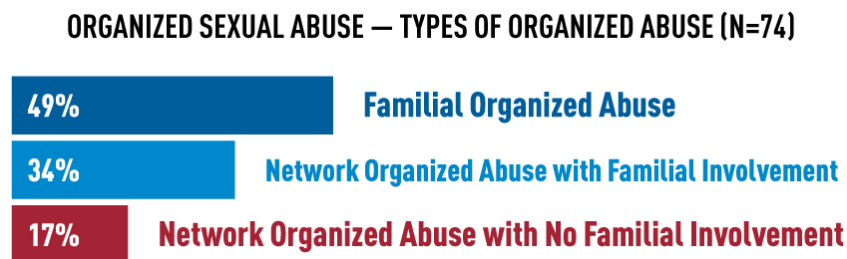 ORGANIZED SEXUAL ABUSE — TYPES OF ORGANIZED ABUSE (N=74)
49% Familial Organized Abuse
34% Network Organized Abuse with Familial Involvement
17% Network Organized Abuse with No Familial Involvement